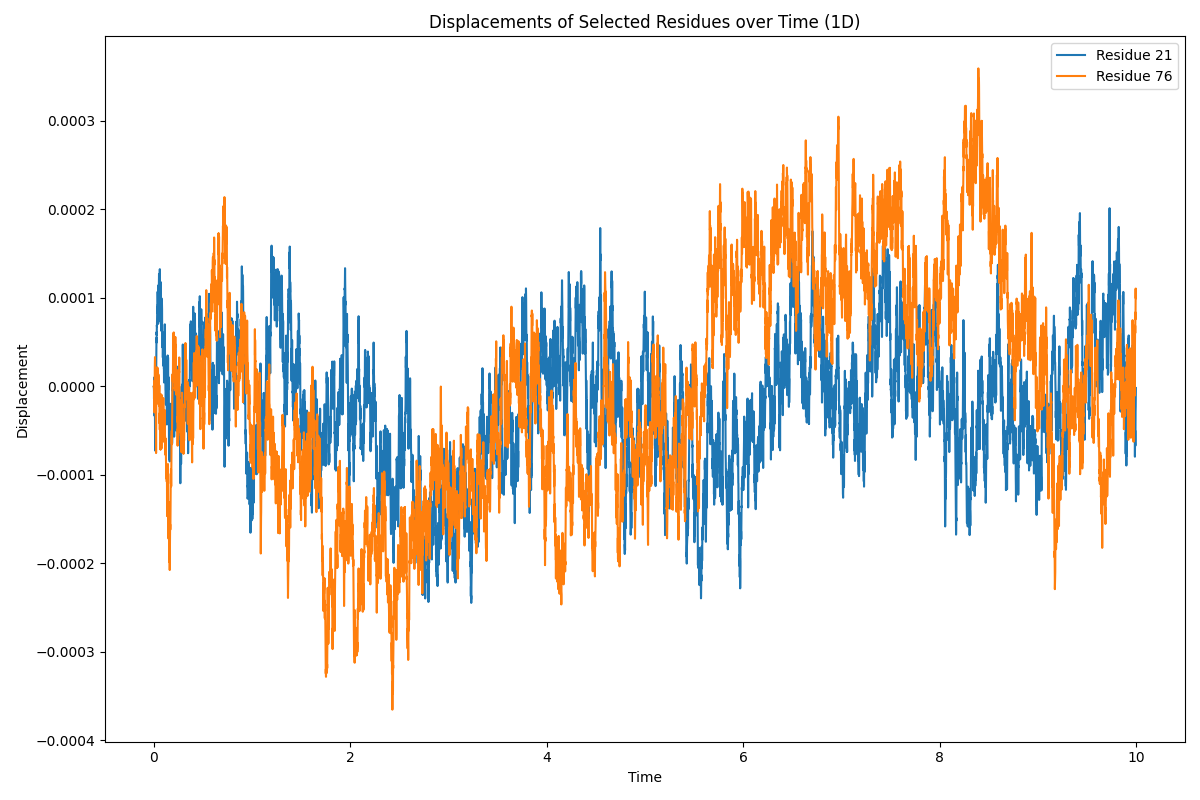 Displacements of Selected Residues over Time (1D)
Residue 21
Residue 76
Displacement
0.0003
0.0002
0.0001
0.0000
−0.0001
−0.0002
−0.0003
−0.0004
0 2 4 6 8 10
Time